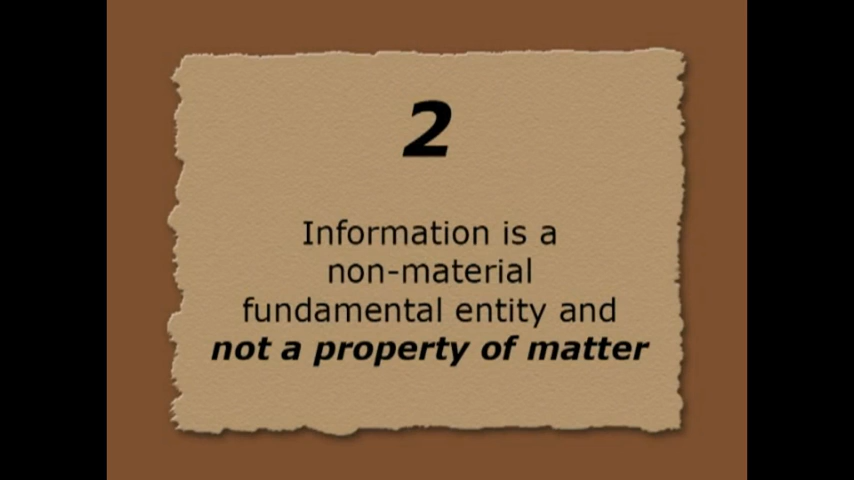 2
Information is a
non-material
fundamental entity and
not a property of matter